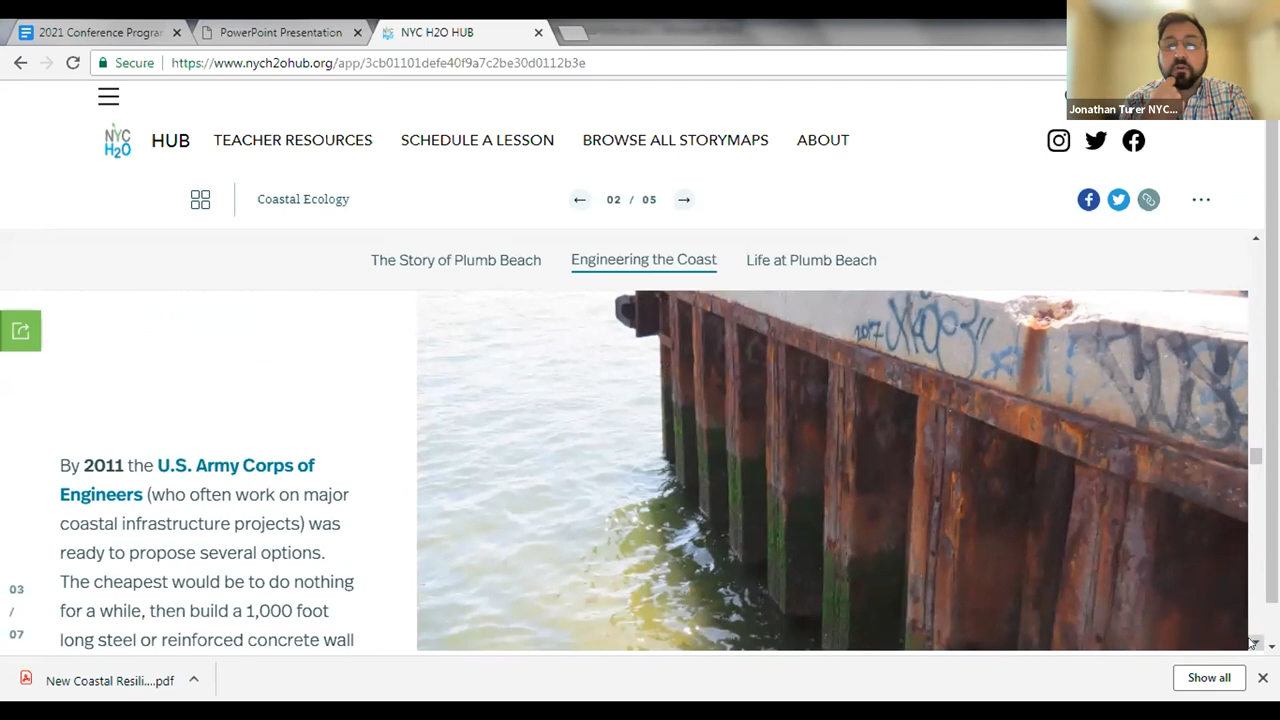 2021 Conference Progran
PowerPoint Presentation
NYC H2O HUB
Secure
https://www.nych2ohub.org/app/3cb01101defe40f9a7c2be30d0112b3e
Jonathan Turer NYC...
NYC
H2O
HUB
TEACHER RESOURCES
SCHEDULE A LESSON
BROWSE ALL STORYMAPS
ABOUT
Coastal Ecology
02 / 05
The Story of Plumb Beach
Engineering the Coast
Life at Plumb Beach
2017
By 2011 the U.S. Army Corps of
Engineers (who often work on major
coastal infrastructure projects) was
ready to propose several options.
The cheapest would be to do nothing
for a while, then build a 1,000 foot
long steel or reinforced concrete wall
03
/
07
New Coastal Resili....pdf
Show all